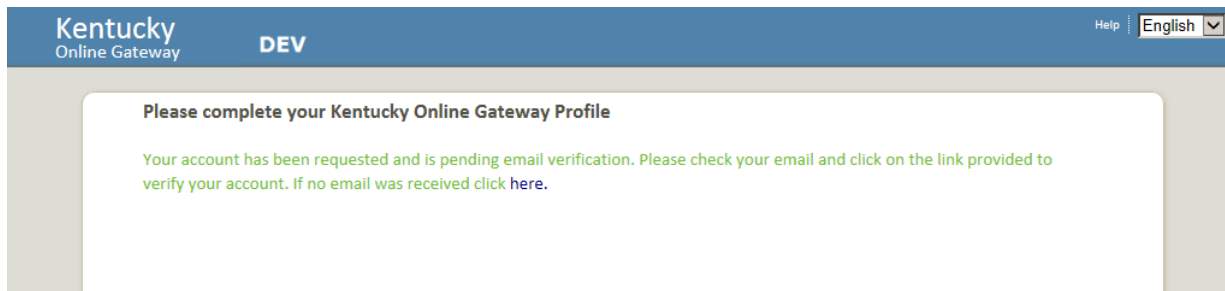 Kentucky
Online Gateway
DEV
Help
English
Please complete your Kentucky Online Gateway Profile
Your account has been requested and is pending email verification. Please check your email and click on the link provided to
verify your account. If no email was received click here.